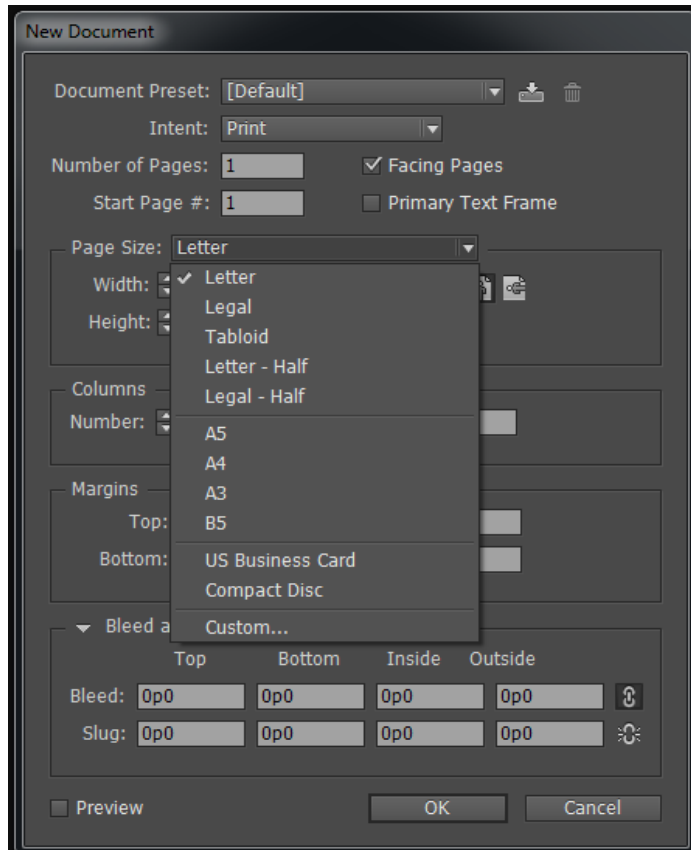 New Document
Document Preset: [Default]
Intent: Print
Number of Pages: 1 Facing Pages
Start Page #: 1 Primary Text Frame
Page Size: Letter
Width: Letter
Legal
Height:
Tabloid
Letter - Half
Legal - Half
Columns
Number:
A5
A4
A3
Margins
Top: B5
Bottom: US Business Card
Compact Disc
Bleed a
Custom...
Top Bottom Inside Outside
Bleed: 0p0 0p0 0p0 0p0
Slug: 0p0 0p0 0p0 0p0
Preview OK Cancel